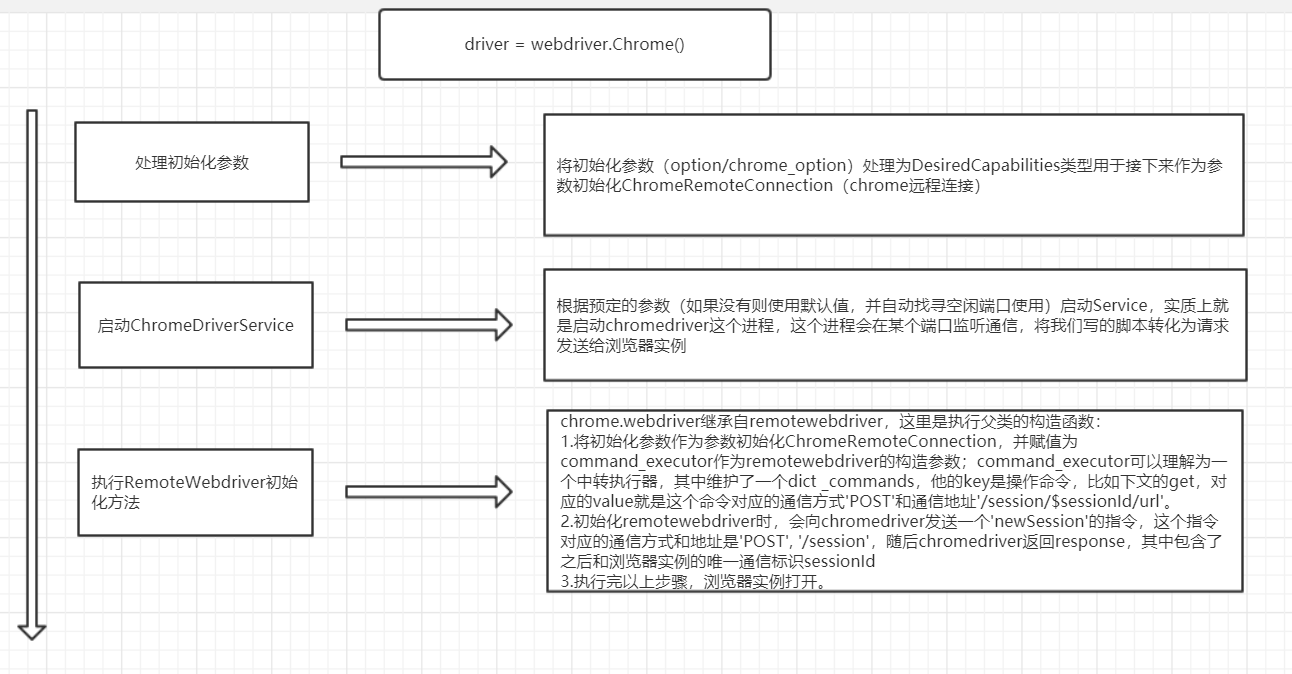 driver = webdriver.Chrome()
处理初始化参数
将初始化参数（option/chrome_option）处理为DesiredCapabilities类型用于接下来作为参
数初始化ChromeRemoteConnection（chrome远程连接）
启动ChromeDriverService
根据预定的参数（如果没有则使用默认值，并自动找寻空闲端口使用）启动Service，实质上就
是启动chromedriver这个进程，这个进程会在某个端口监听通信，将我们写的脚本转化为请求
发送给浏览器实例
执行RemoteWebdriver初始
化方法
chrome.webdriver继承自remotewebdriver，这里是执行父类的构造函数：
1.将初始化参数作为参数初始化ChromeRemoteConnection，并赋值为
command_executor作为remotewebdriver的构造参数；command_executor可以理解为一
个中转执行器，其中维护了一个dict _commands，他的key是操作命令，比如下文的get，对
应的value就是这个命令对应的通信方式'POST'和通信地址'/session/$sessionId/url'。
2.初始化remotewebdriver时，会向chromedriver发送一个'newSession'的指令，这个指令
对应的通信方式和地址是'POST', '/session'，随后chromedriver返回response，其中包含了
之后和浏览器实例的唯一通信标识sessionId
3.执行完以上步骤，浏览器实例打开。